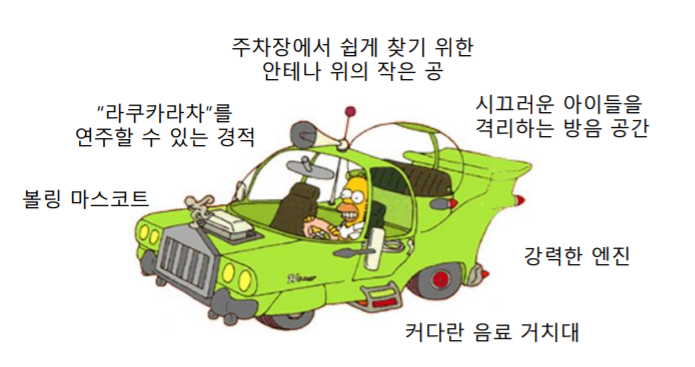 주차장에서 쉽게 찾기 위한
안테나 위의 작은 공
"라쿠카라차"를
연주할 수 있는 경적
시끄러운 아이들을
격리하는 방음 공간
볼링 마스코트
강력한 엔진
커다란 음료 거치대